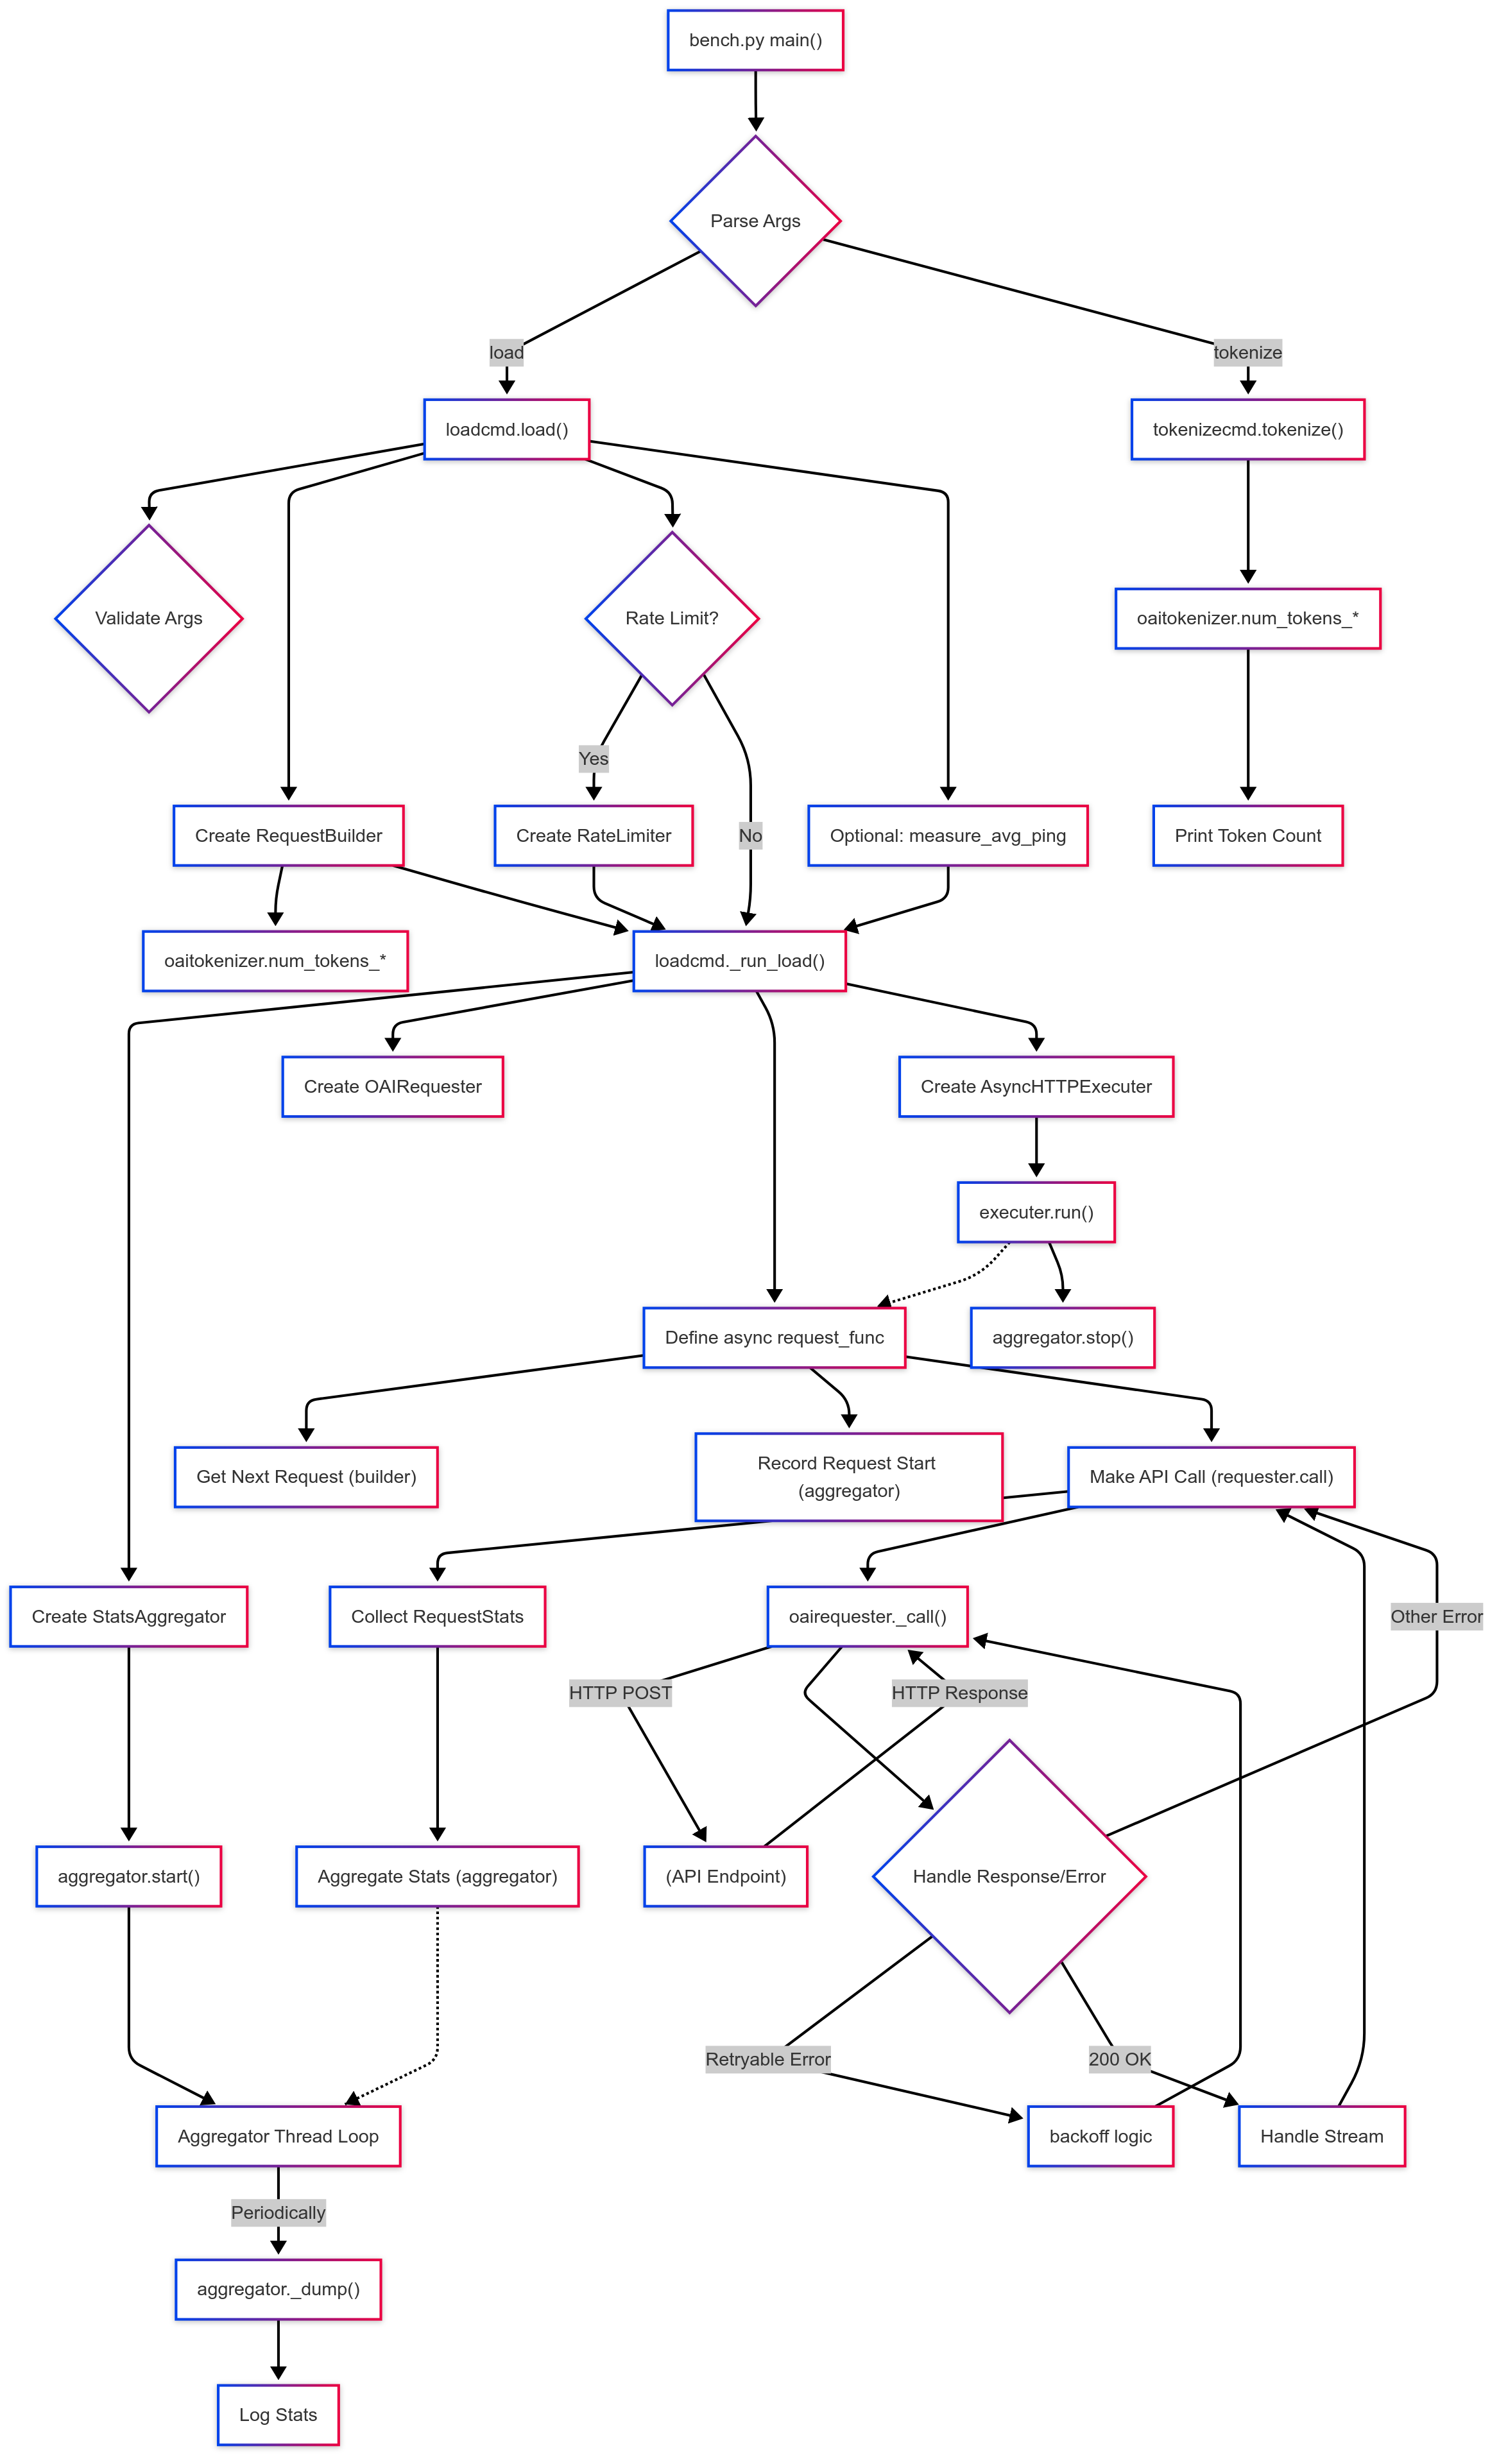 bench.py main()
Parse Args
load
tokenize
loadcmd.load()
tokenizecmd.tokenize()
Validate Args
Rate Limit?
oaitokenizer.num_tokens_*
Yes
Create RequestBuilder
Create RateLimiter
No
Optional: measure_avg_ping
Print Token Count
oaitokenizer.num_tokens_*
loadcmd._run_load()
Create OAIRequester
Create AsyncHTTPExecuter
executer.run()
Define async request_func
aggregator.stop()
Get Next Request (builder)
Record Request Start
(aggregator)
Make API Call (requester.call)
Create StatsAggregator
Collect RequestStats
oairequester._call()
Other Error
HTTP POST
HTTP Response
aggregator.start()
Aggregate Stats (aggregator)
(API Endpoint)
Handle Response/Error
Retryable Error
200 OK
Aggregator Thread Loop
backoff logic
Handle Stream
Periodically
aggregator._dump()
Log Stats